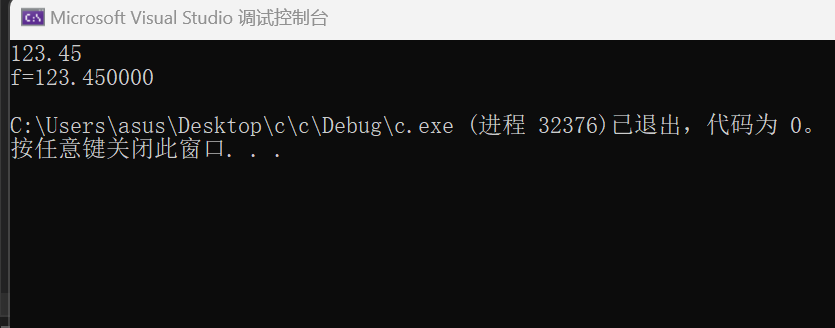 Microsoft Visual Studio 调试控制台
123.45
f=123.450000
C:\Users\asus\Desktop\c\c\Debug\c.exe (进程 32376)已退出，代码为 0。
按任意键关闭此窗口. . .